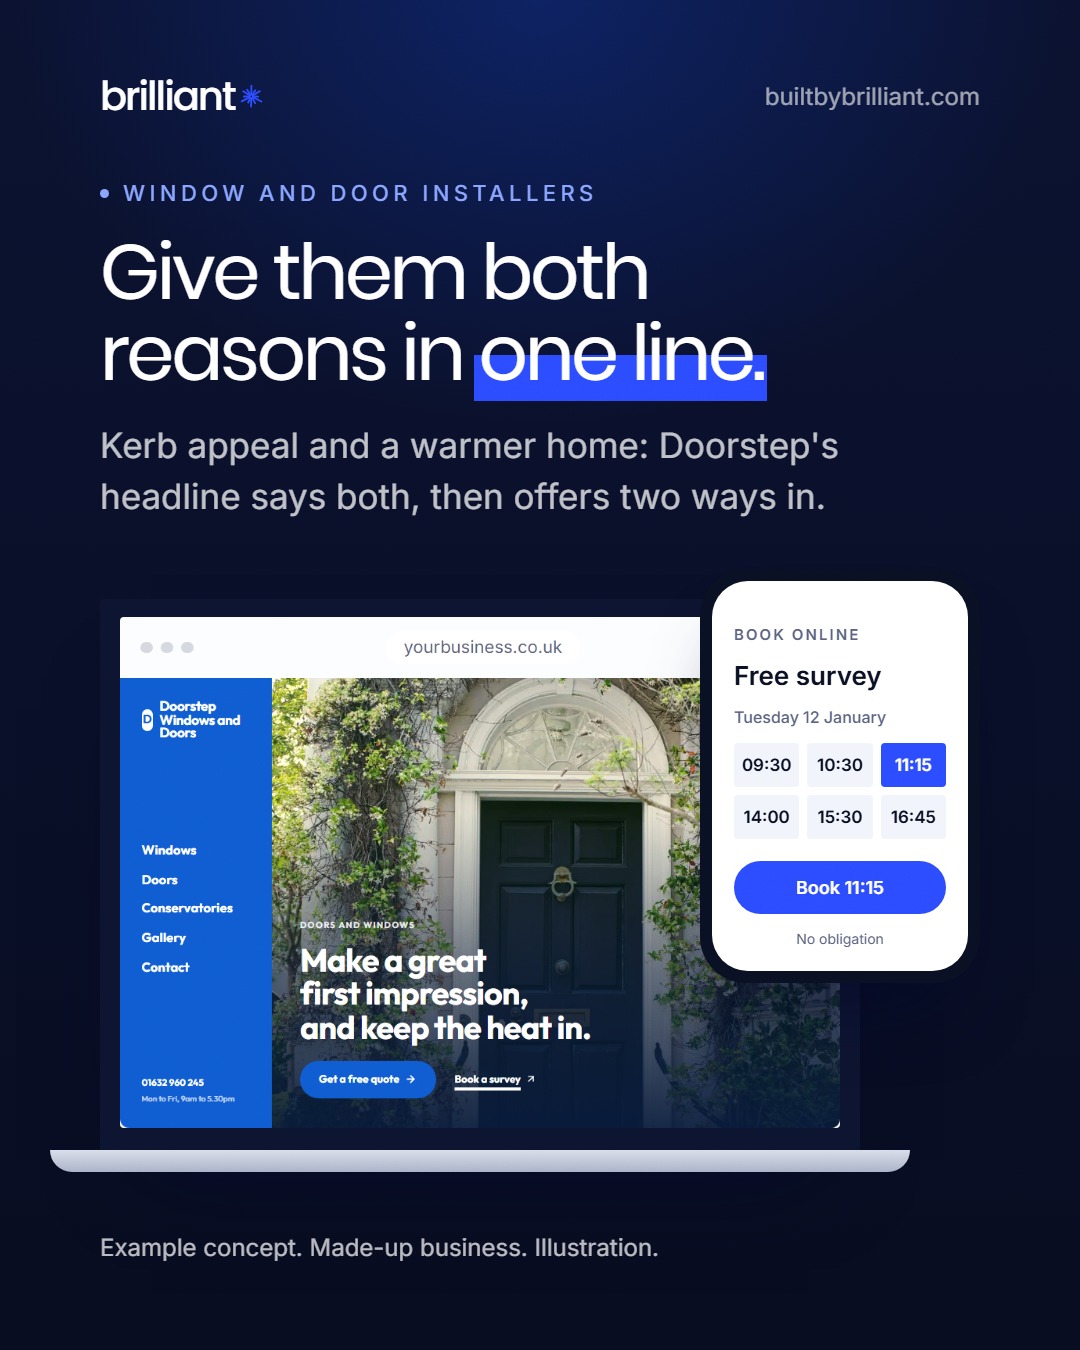 brilliant
builtbybrilliant.com
WINDOW AND DOOR INSTALLERS
Give them both
reasons in one line.
Kerb appeal and a warmer home: Doorstep's
headline says both, then offers two ways in.
yourbusiness.co.uk
D
Doorstep
Windows and
Doors
Windows
Doors
Conservatories
Gallery
Contact
01632 960 245
Mon to Fri, 9am to 5.30pm
DOORS AND WINDOWS
Make a great
first impression,
and keep the heat in.
Get a free quote →
Book a survey ↗
BOOK ONLINE
Free survey
Tuesday 12 January
09:30 10:30 11:15
14:00 15:30 16:45
Book 11:15
No obligation
Example concept. Made-up business. Illustration.